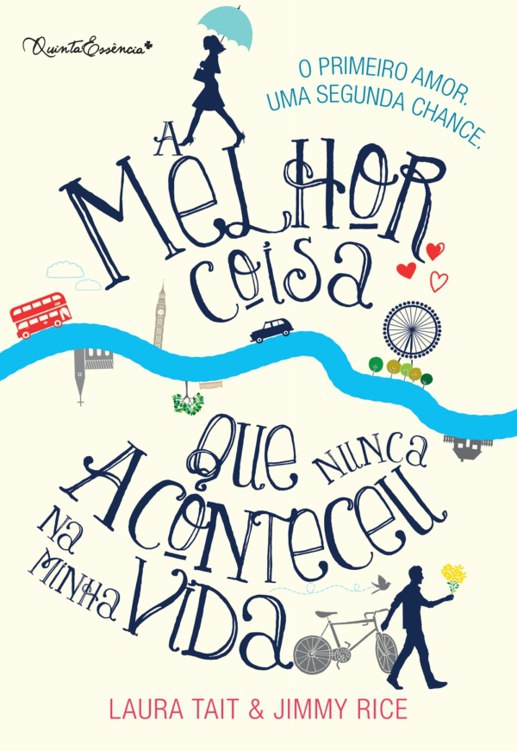 QuintaEssência
O PRIMEIRO AMOR.
UMA SEGUNDA CHANCE.
A
MELHOR
COISA
QUE NUNCA
ACONTECEU
NA
MINHA
VIDA
LAURA TAIT & JIMMY RICE